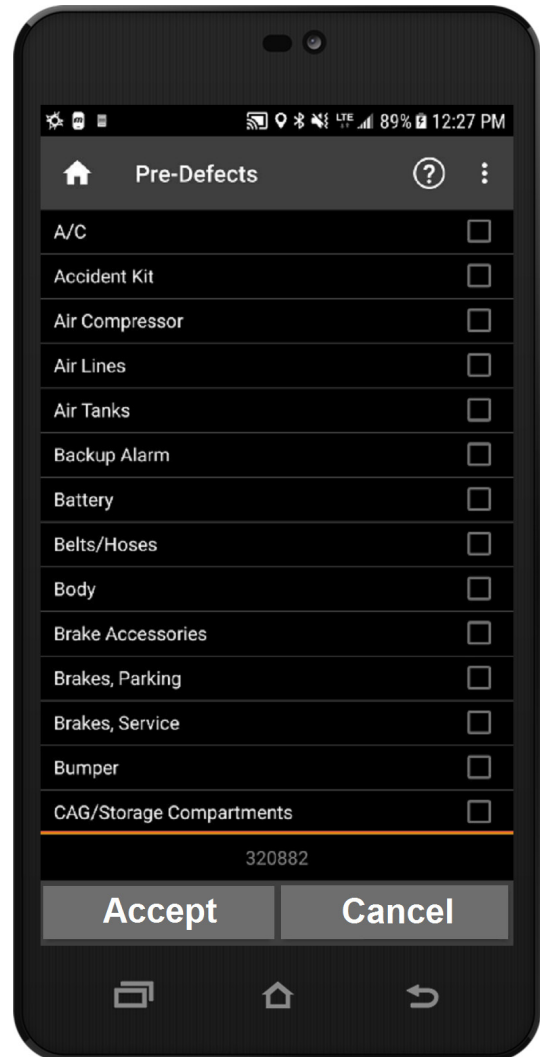 LTE 89% 12:27 PM
Pre-Defects ?
A/C
Accident Kit
Air Compressor
Air Lines
Air Tanks
Backup Alarm
Battery
Belts/Hoses
Body
Brake Accessories
Brakes, Parking
Brakes, Service
Bumper
CAG/Storage Compartments
320882
Accept Cancel